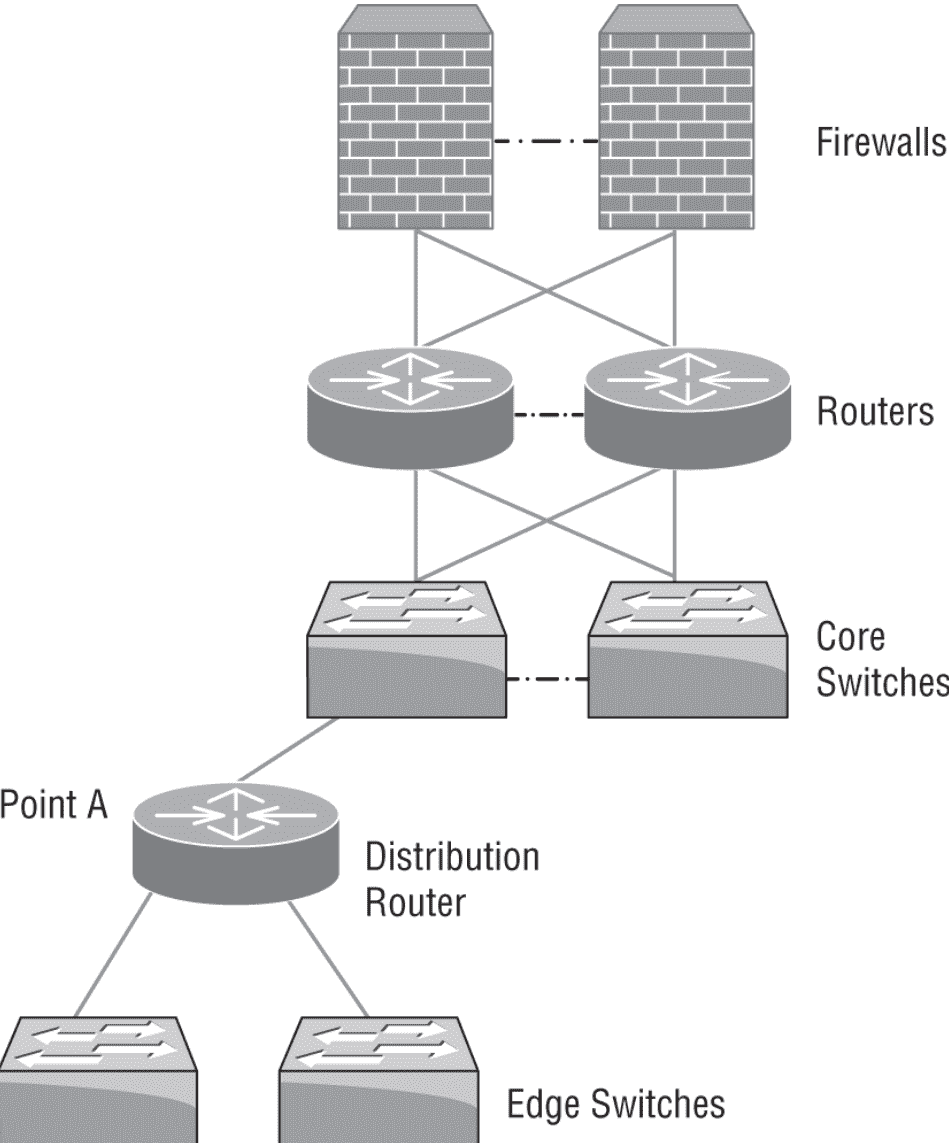 Firewalls
Routers
Core
Switches
Point A
Distribution
Router
Edge Switches